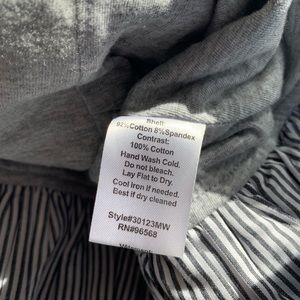 Shell:
92%Cotton 8%Spandex
Contrast:
100% Cotton
Hand Wash Cold.
Do not bleach.
Lay Flat to Dry.
Cool Iron if needed.
Best if dry cleaned
Style#30123MW
RN#96568